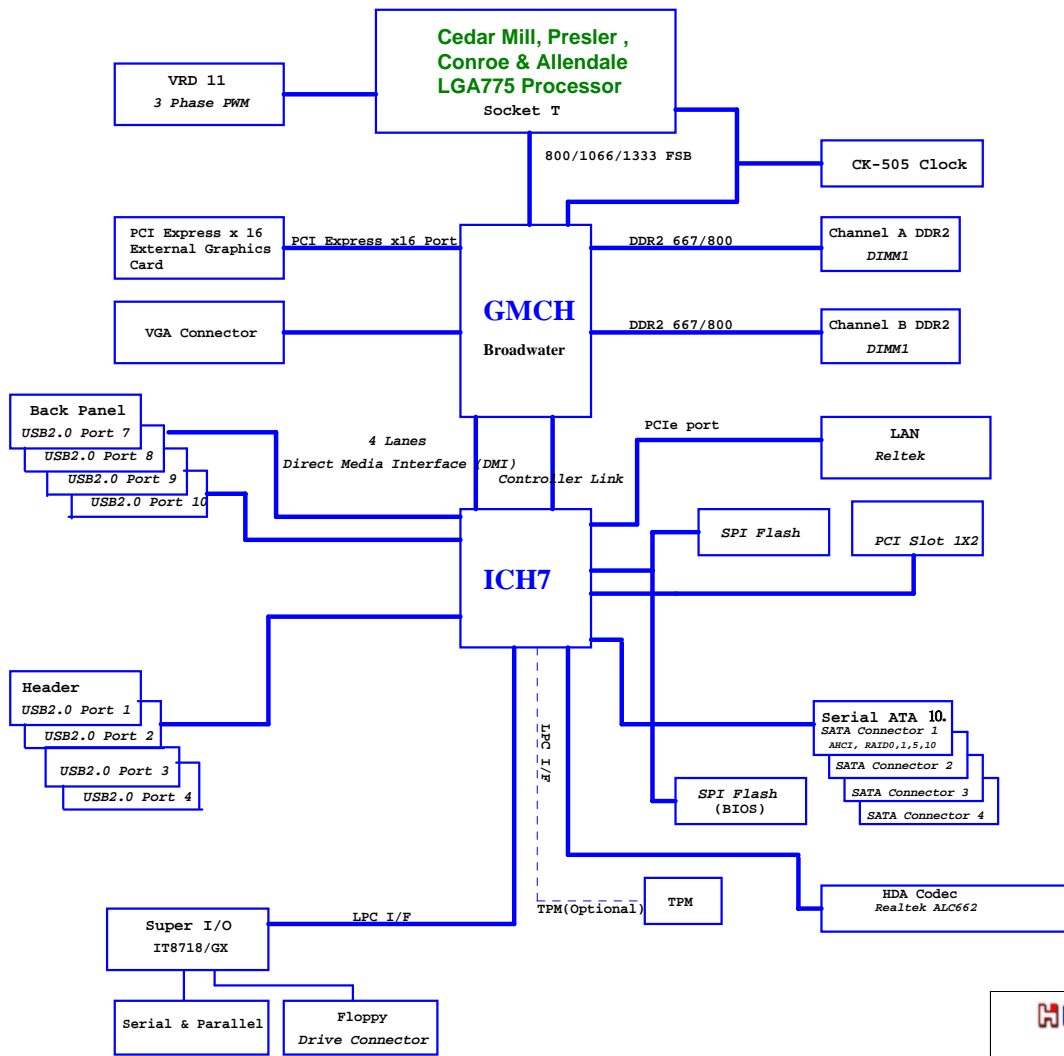 Cedar Mill, Presler ,
Conroe & Allendale
LGA775 Processor
Socket T
VRD 11
3 Phase PWM
800/1066/1333 FSB
CK-505 Clock
PCI Express x 16
External Graphics
Card
PCI Express x16 Port
DDR2 667/800
Channel A DDR2
DIMM1
GMCH
Broadwater
VGA Connector
DDR2 667/800
Channel B DDR2
DIMM1
Back Panel
USB2.0 Port 7
USB2.0 Port 8
USB2.0 Port 9
USB2.0 Port 10
4 Lanes
Direct Media Interface (DMI)
Controller Link
PCIe port
LAN
Reltek
SPI Flash
PCI Slot 1X2
ICH7
Header
USB2.0 Port 1
USB2.0 Port 2
USB2.0 Port 3
USB2.0 Port 4
LPC I/F
Serial ATA 10.
SATA Connector 1
AHCI, RAID0,1,5,10
SATA Connector 2
SATA Connector 3
SATA Connector 4
SPI Flash
(BIOS)
HDA Codec
Realtek ALC662
TPM(Optional)
TPM
LPC I/F
Super I/O
IT8718/GX
Serial & Parallel
Floppy
Drive Connector